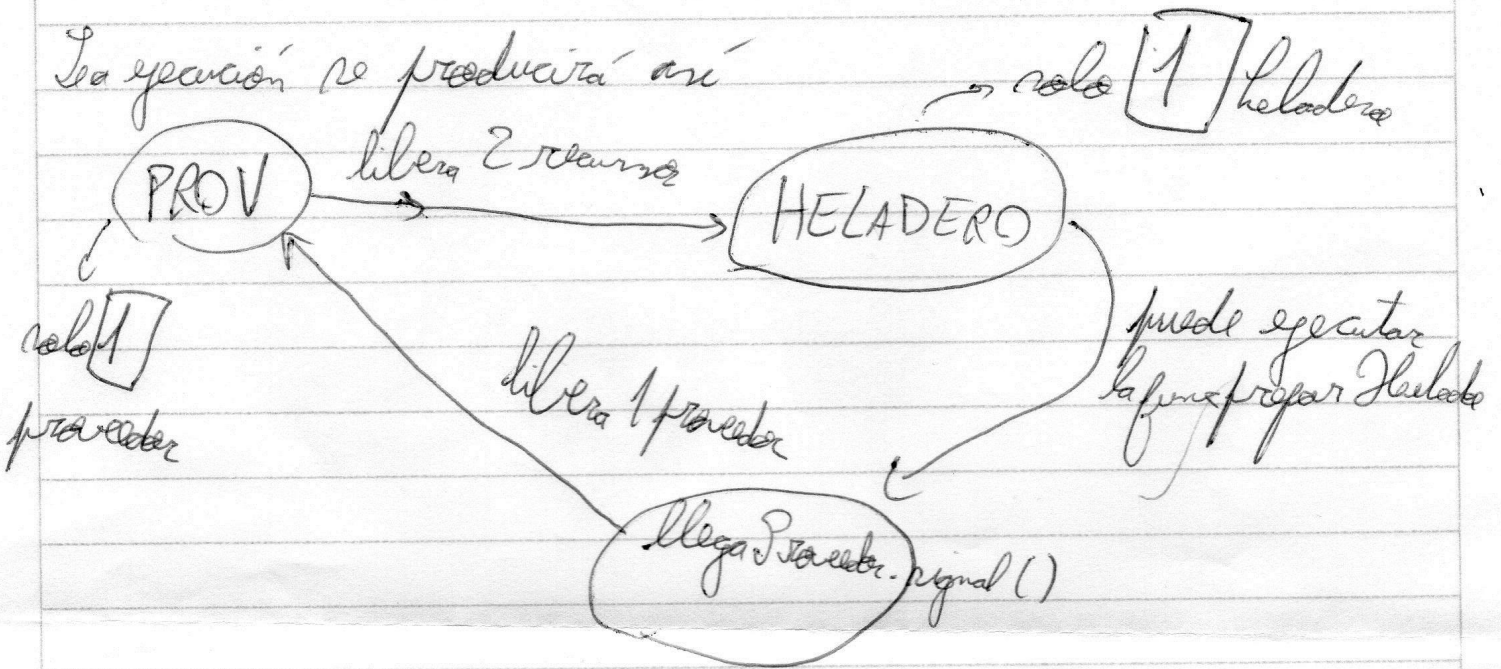 La ejecución se producirá así
solo 1 heladero
PROV
libera 2 recursos
HELADERO
solo 1
proveedor
libera 1 proveedor
puede ejecutar
la func prepar Helado
llegaProveedor.signal()